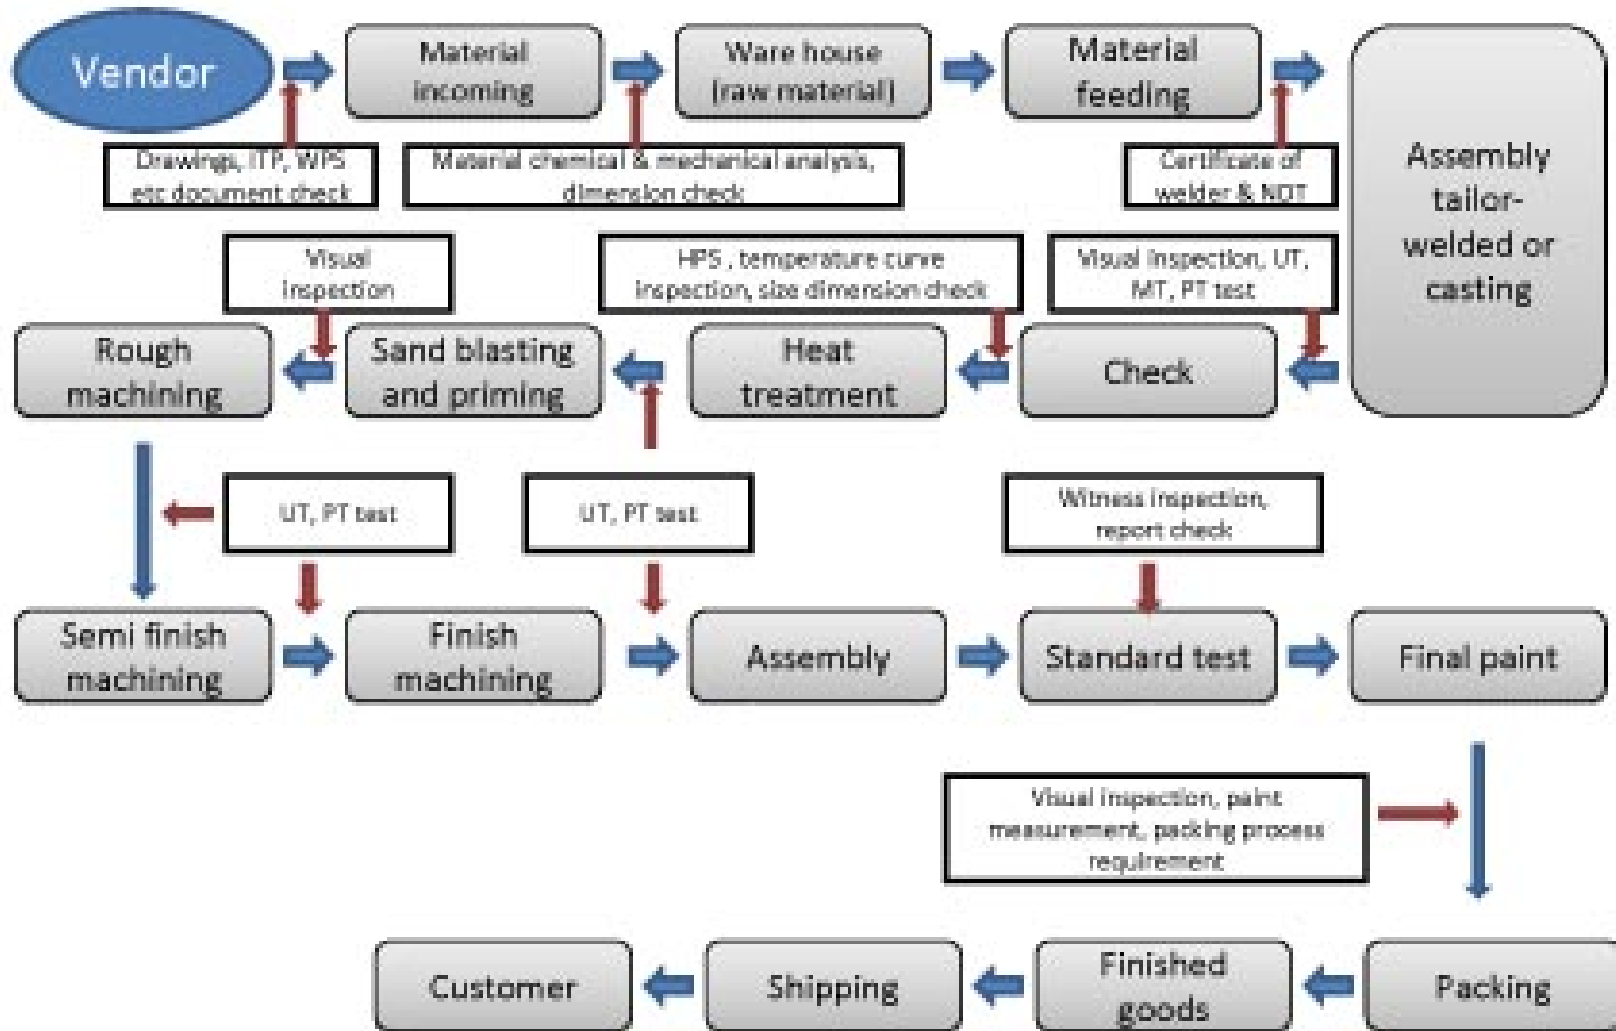 Vendor
Material
incoming
Ware house
(raw material)
Material
feeding
Drawings, ITP, WPS
etc document check
Material chemical & mechanical analysis,
dimension check
Certificate of
welder & NDT
Assembly
tailor-
welded or
casting
Visual
inspection
HPS , temperature curve
inspection, size dimension check
Visual inspection, UT,
MT, PT test
Rough
machining
Sand blasting
and priming
Heat
treatment
Check
UT, PT test
UT, PT test
Witness inspection,
report check
Semi finish
machining
Finish
machining
Assembly
Standard test
Final paint
Visual inspection, paint
measurement, packing process
requirement
Customer
Shipping
Finished
goods
Packing